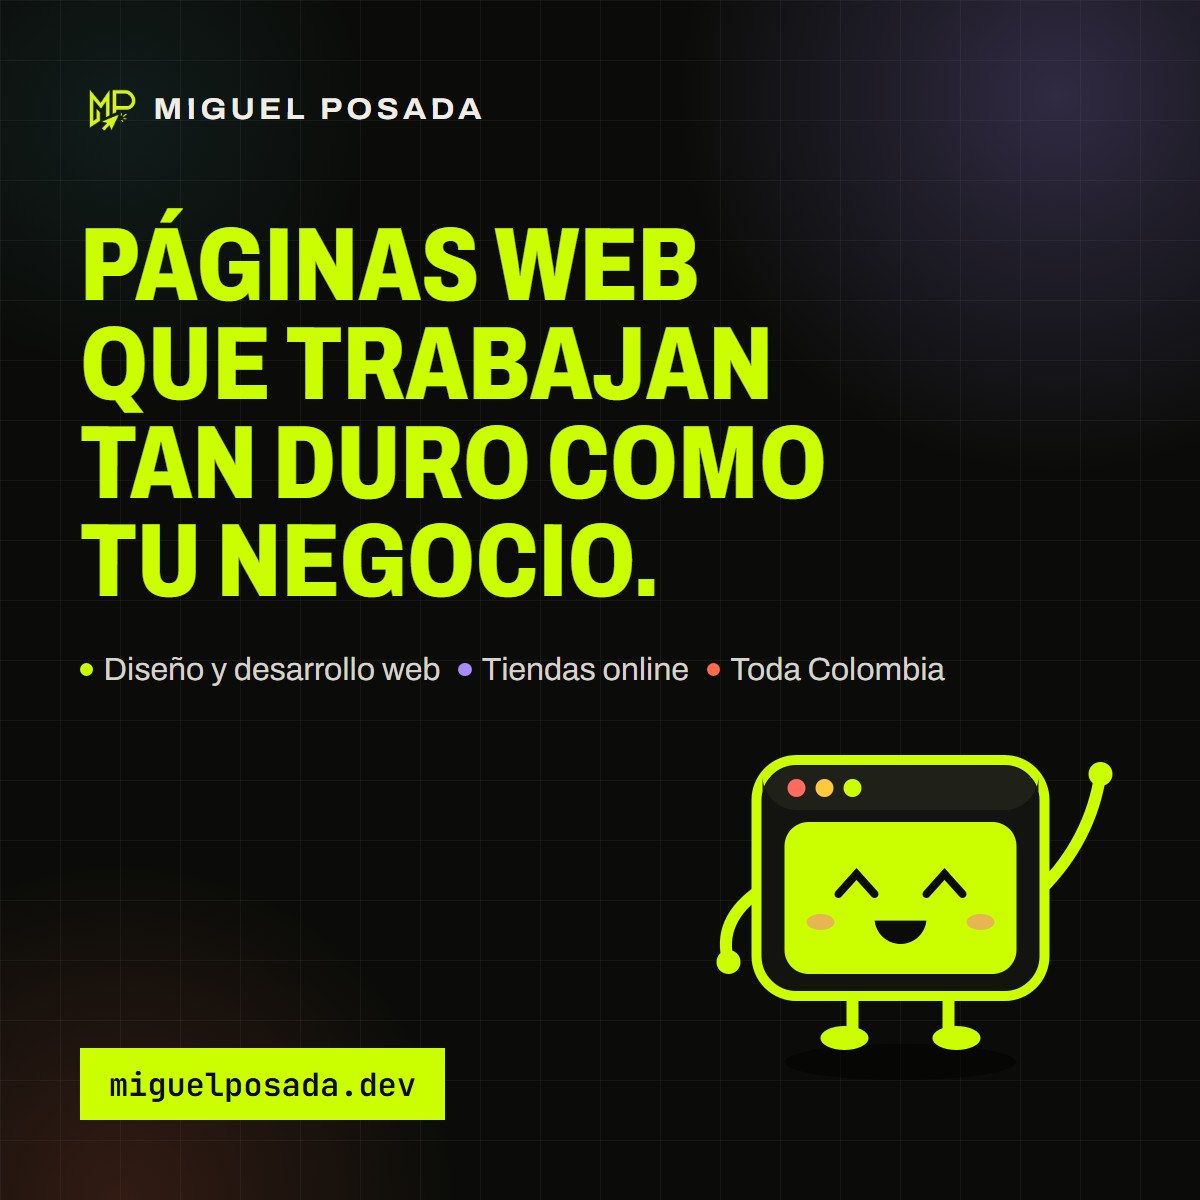 MP MIGUEL POSADA
PÁGINAS WEB
QUE TRABAJAN
TAN DURO COMO
TU NEGOCIO.
Diseño y desarrollo web • Tiendas online • Toda Colombia
miguelposada.dev